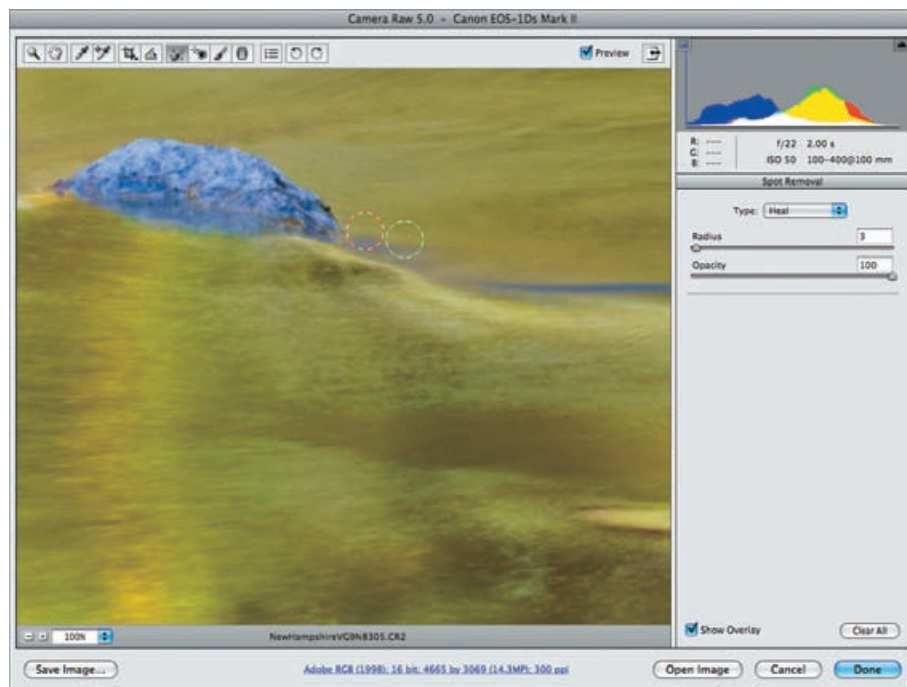 Camera Raw 5.0 - Canon EOS-1Ds Mark II
Preview
R: ---
G: ---
B: ---
f/22 2.00 s
ISO 50 100-400@100 mm
Spot Removal
Type: Heal
Radius 3
Opacity 100
100%
NewHampshireVG9N8305.CR2
Show Overlay
Clear All
Save Image...
Adobe RGB (1998); 16 bit; 4665 by 3069 (14.3MP); 300 ppi
Open Image
Cancel
Done